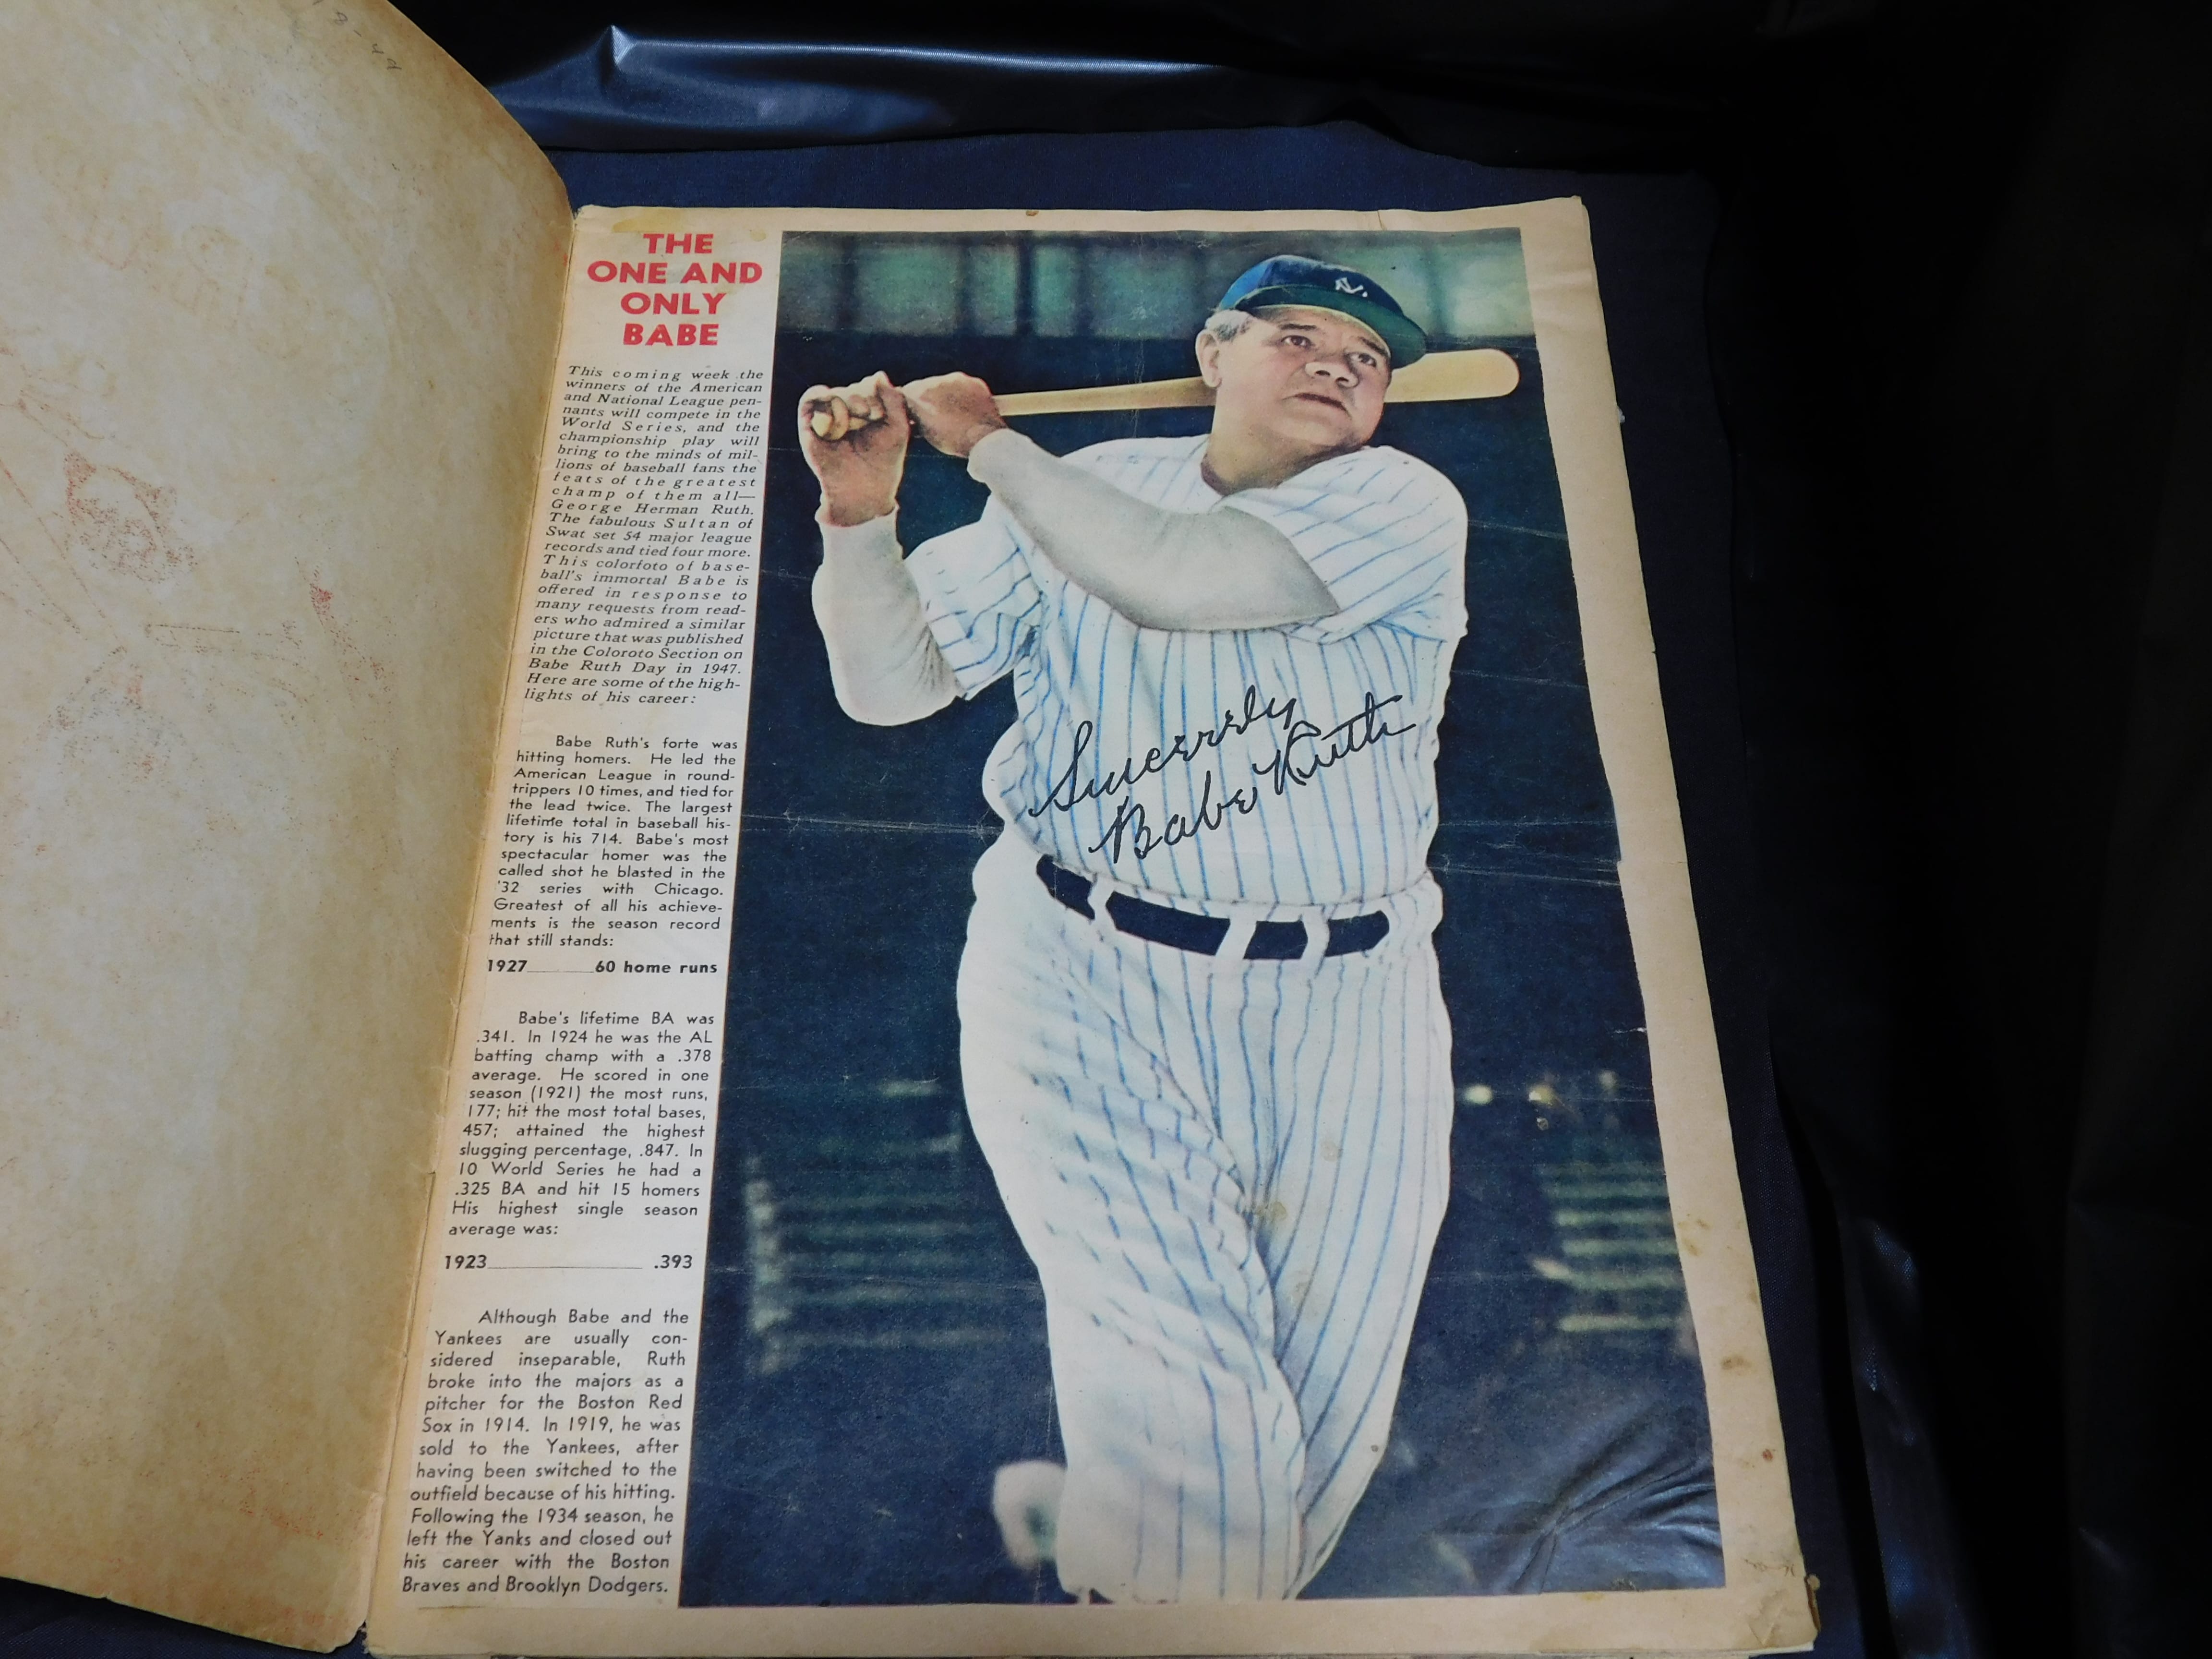 THE
ONE AND
ONLY
BABE
This coming week the
winners of the American
and National League pen-
nants will compete in the
World Series, and the
championship play will
bring to the minds of mil-
lions of baseball fans the
feats of the greatest
champ of them all—
George Herman Ruth.
The fabulous Sultan of
Swat set 54 major league
records and tied four more.
This colorfoto of base-
ball's immortal Babe is
offered in response to
many requests from read-
ers who admired a similar
picture that was published
in the Coloroto Section on
Babe Ruth Day in 1947.
Here are some of the high-
lights of his career:
Babe Ruth's forte was
hitting homers. He led the
American League in round-
trippers 10 times, and tied for
the lead twice. The largest
lifetime total in baseball his-
tory is his 714. Babe's most
spectacular homer was the
called shot he blasted in the
'32 series with Chicago.
Greatest of all his achieve-
ments is the season record
that still stands:
1927______60 home runs
Babe's lifetime BA was
.341. In 1924 he was the AL
batting champ with a .378
average. He scored in one
season (1921) the most runs,
177; hit the most total bases,
457; attained the highest
slugging percentage, .847. In
10 World Series he had a
.325 BA and hit 15 homers
His highest single season
average was:
1923____________ .393
Although Babe and the
Yankees are usually con-
sidered inseparable, Ruth
broke into the majors as a
pitcher for the Boston Red
Sox in 1914. In 1919, he was
sold to the Yankees, after
having been switched to the
outfield because of his hitting.
Following the 1934 season, he
left the Yanks and closed out
his career with the Boston
Braves and Brooklyn Dodgers.
NY
Sincerely
Babe Ruth